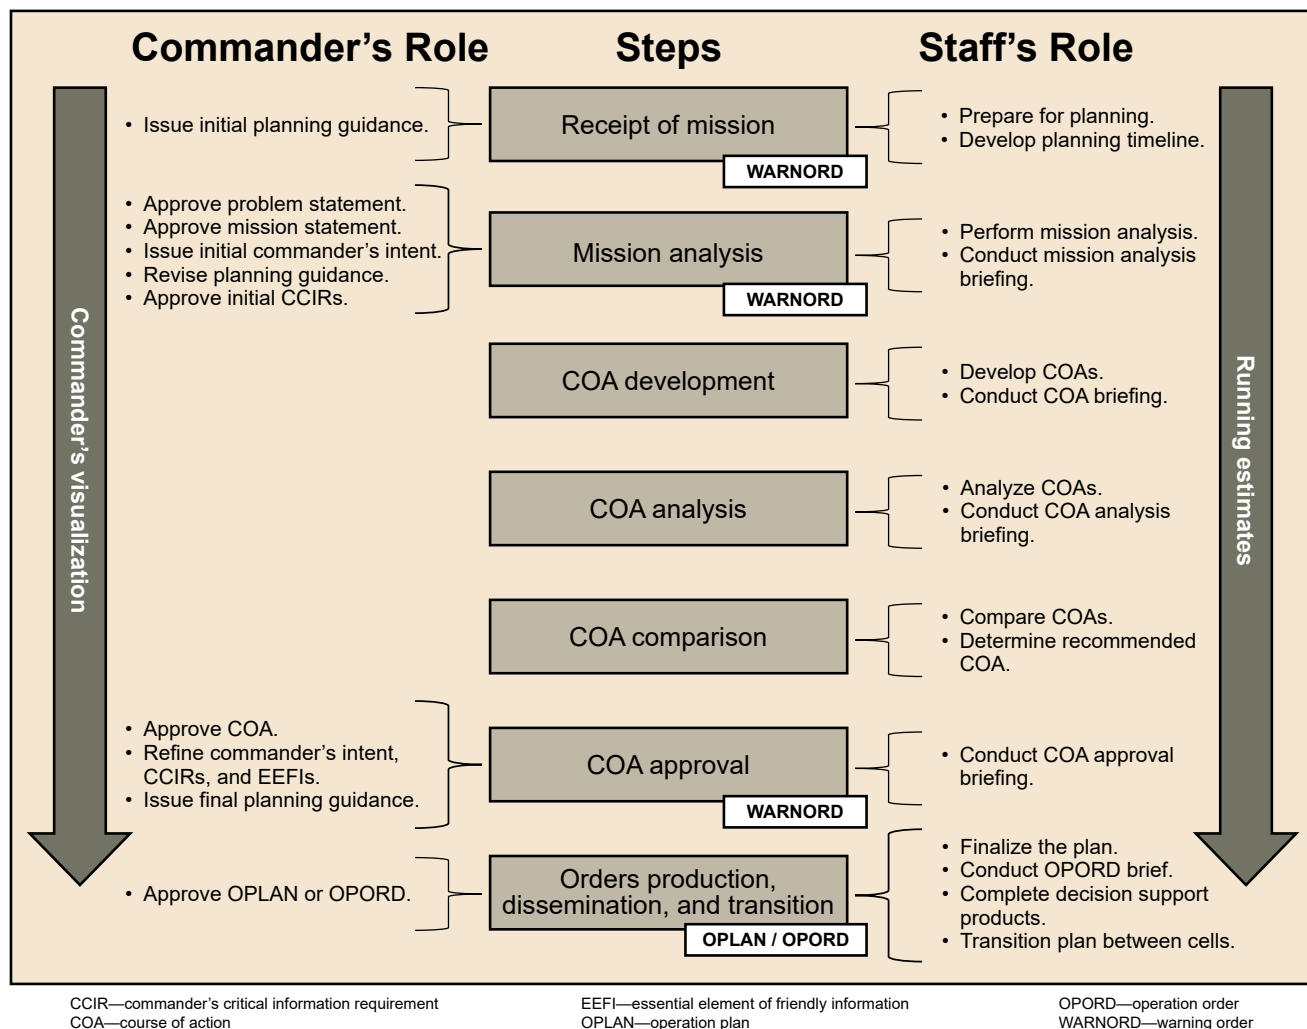 Commander’s Role
Steps
Staff’s Role
• Issue initial planning guidance.
Receipt of mission
WARNORD
• Prepare for planning.
• Develop planning timeline.
• Approve problem statement.
• Approve mission statement.
• Issue initial commander’s intent.
• Revise planning guidance.
• Approve initial CCIRs.
Mission analysis
WARNORD
• Perform mission analysis.
• Conduct mission analysis
briefing.
Commander’s visualization
Running estimates
COA development
• Develop COAs.
• Conduct COA briefing.
COA analysis
• Analyze COAs.
• Conduct COA analysis
briefing.
COA comparison
• Compare COAs.
• Determine recommended
COA.
• Approve COA.
• Refine commander’s intent,
CCIRs, and EEFIs.
• Issue final planning guidance.
COA approval
WARNORD
• Conduct COA approval
briefing.
• Approve OPLAN or OPORD.
Orders production,
dissemination, and transition
OPLAN / OPORD
• Finalize the plan.
• Conduct OPORD brief.
• Complete decision support
products.
• Transition plan between cells.
CCIR—commander’s critical information requirement
COA—course of action
EEFI—essential element of friendly information
OPLAN—operation plan
OPORD—operation order
WARNORD—warning order